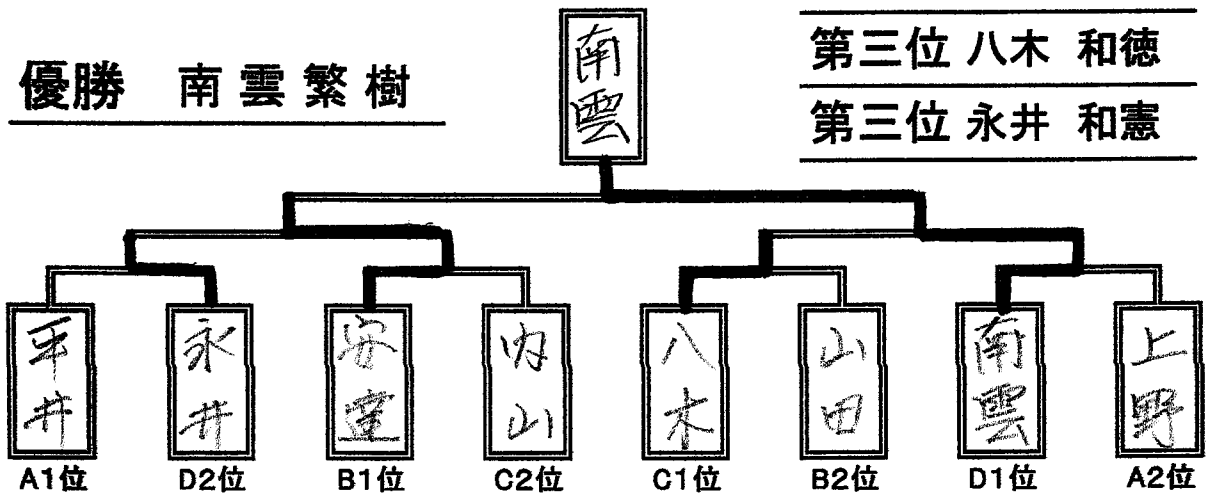 優勝 南雲繁樹
南雲
第三位 八木 和徳
第三位 永井 和憲
平井
永井
安達
内山
八木
山田
南雲
上野
A1位 D2位 B1位 C2位 C1位 B2位 D1位 A2位